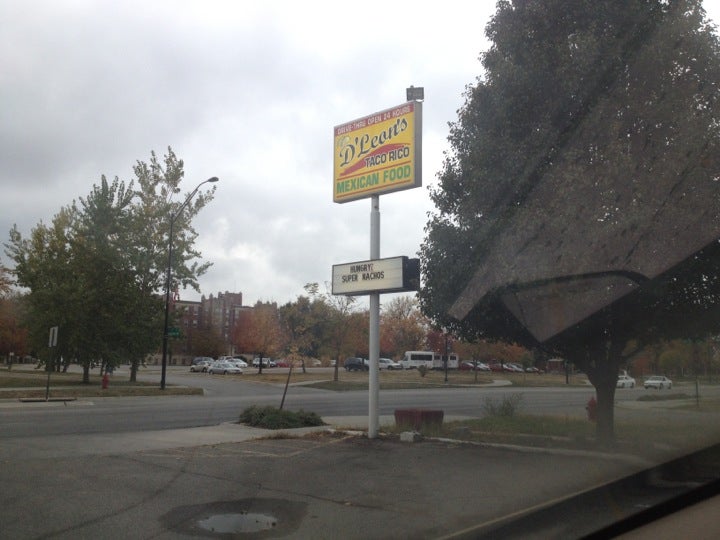 DRIVE-THRU OPEN 24 HOURS
D'Leon's
TACO RICO
MEXICAN FOOD
HUNGRY?
SUPER NACHOS